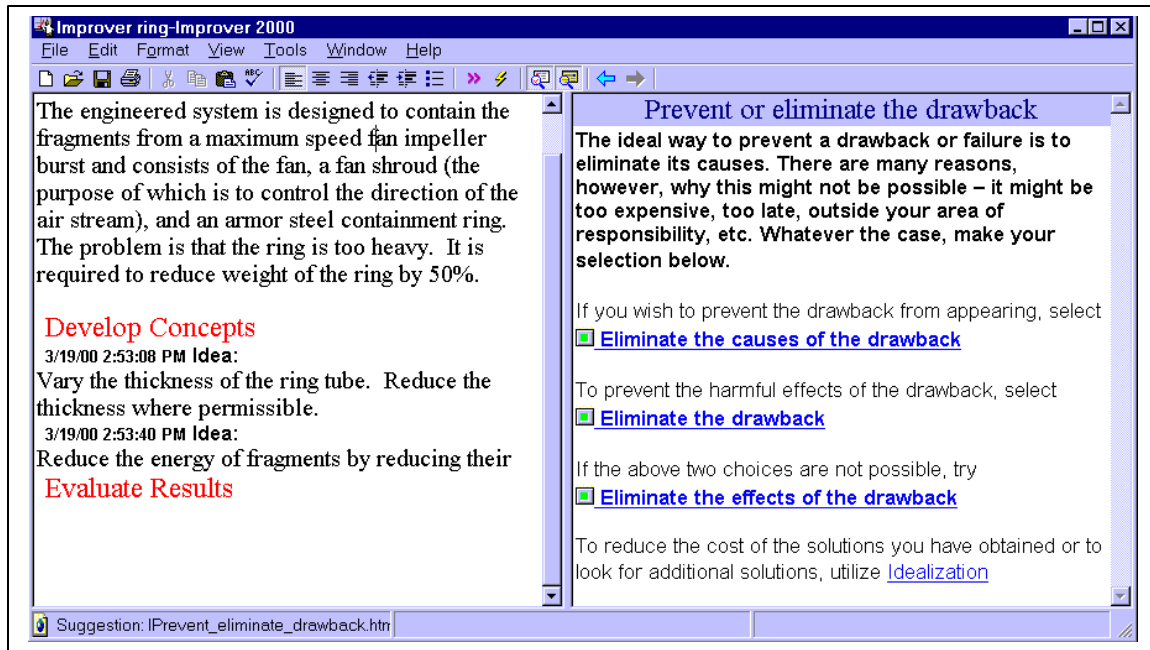 Improver ring-Improver 2000
File Edit Format View Tools Window Help
ABC
The engineered system is designed to contain the
fragments from a maximum speed fan impeller
burst and consists of the fan, a fan shroud (the
purpose of which is to control the direction of the
air stream), and an armor steel containment ring.
The problem is that the ring is too heavy. It is
required to reduce weight of the ring by 50%.
Develop Concepts
3/19/00 2:53:08 PM Idea:
Vary the thickness of the ring tube. Reduce the
thickness where permissible.
3/19/00 2:53:40 PM Idea:
Reduce the energy of fragments by reducing their
Evaluate Results
Prevent or eliminate the drawback
The ideal way to prevent a drawback or failure is to
eliminate its causes. There are many reasons,
however, why this might not be possible – it might be
too expensive, too late, outside your area of
responsibility, etc. Whatever the case, make your
selection below.
If you wish to prevent the drawback from appearing, select
Eliminate the causes of the drawback
To prevent the harmful effects of the drawback, select
Eliminate the drawback
If the above two choices are not possible, try
Eliminate the effects of the drawback
To reduce the cost of the solutions you have obtained or to
look for additional solutions, utilize Idealization
Suggestion: IPrevent_eliminate_drawback.htm